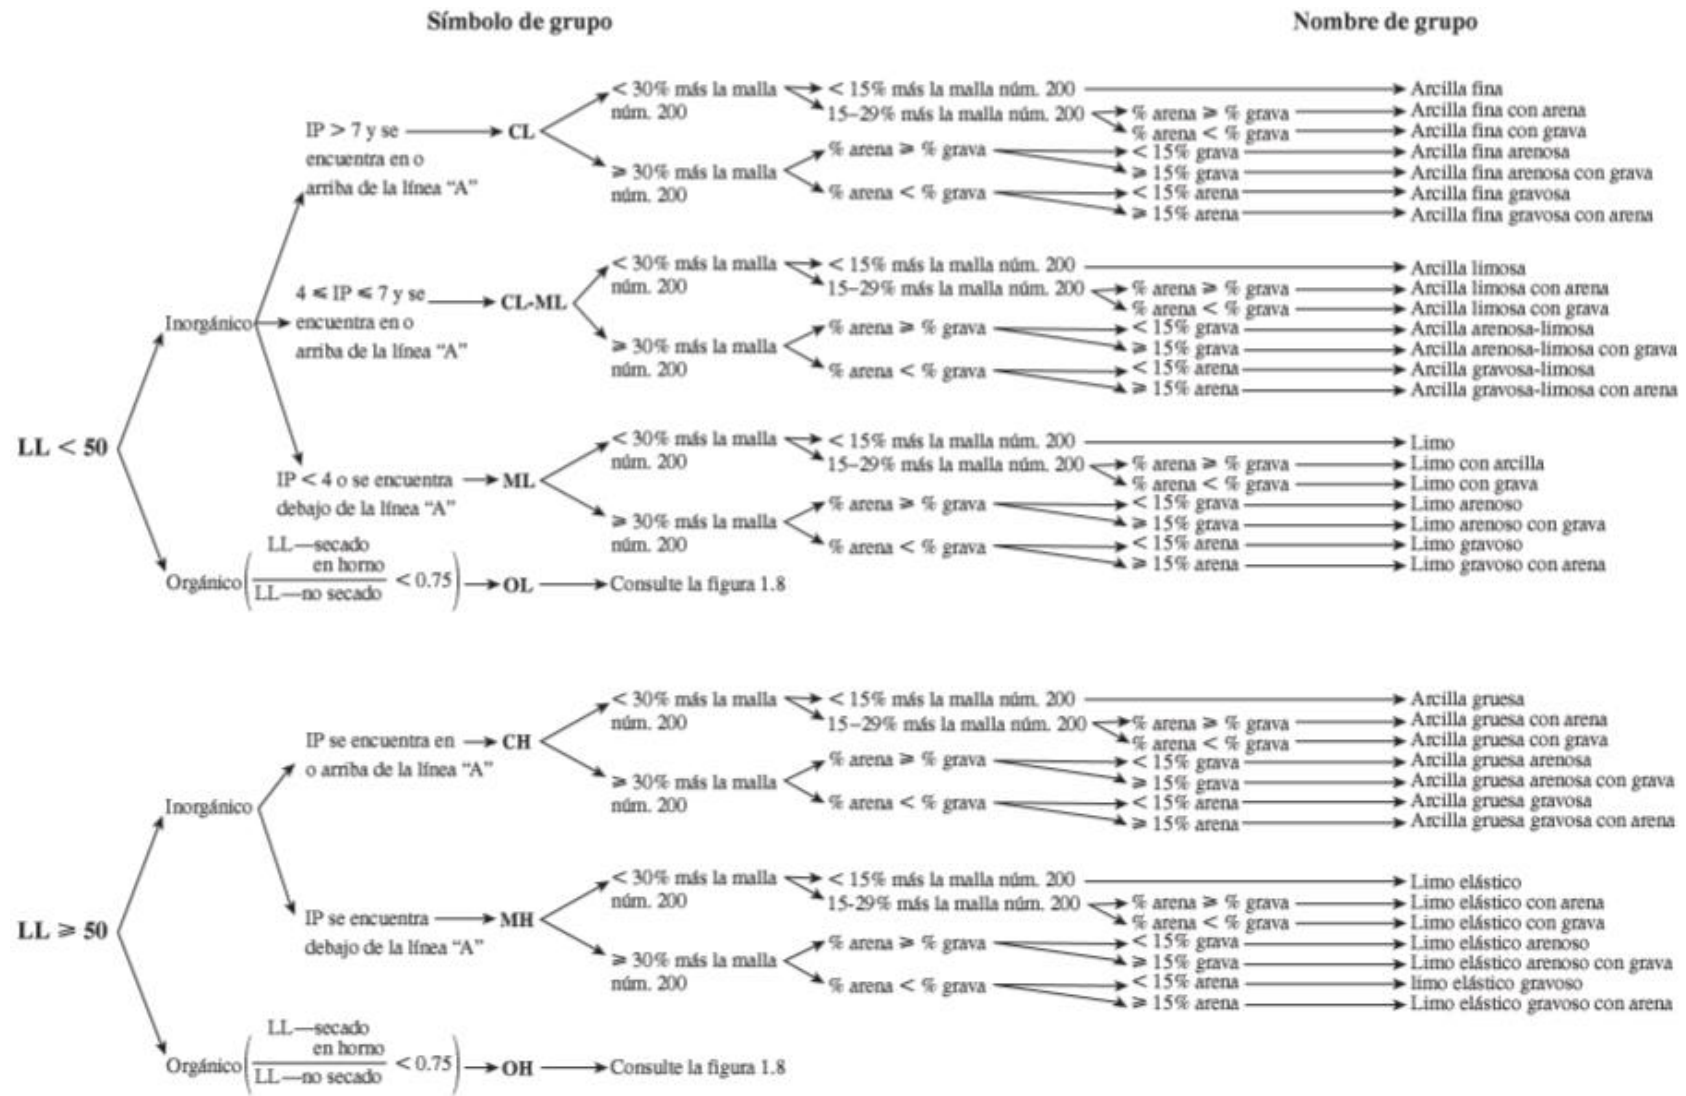 Símbolo de grupo
Nombre de grupo
< 30% más la malla
núm. 200
< 15% más la malla núm. 200
Arcilla fina
15–29% más la malla núm. 200
% arena ≥ % grava
Arcilla fina con arena
% arena < % grava
Arcilla fina con grava
IP > 7 y se
encuentra en o
arriba de la línea “A”
CL
≥ 30% más la malla
núm. 200
% arena ≥ % grava
< 15% grava
Arcilla fina arenosa
≥ 15% grava
Arcilla fina arenosa con grava
% arena < % grava
< 15% arena
Arcilla fina gravosa
≥ 15% arena
Arcilla fina gravosa con arena
< 30% más la malla
núm. 200
< 15% más la malla núm. 200
Arcilla limosa
15–29% más la malla núm. 200
% arena ≥ % grava
Arcilla limosa con arena
% arena < % grava
Arcilla limosa con grava
Inorgánico
4 ≤ IP ≤ 7 y se
encuentra en o
arriba de la línea “A”
CL-ML
≥ 30% más la malla
núm. 200
% arena ≥ % grava
< 15% grava
Arcilla arenosa-limosa
≥ 15% grava
Arcilla arenosa-limosa con grava
% arena < % grava
< 15% arena
Arcilla gravosa-limosa
≥ 15% arena
Arcilla gravosa-limosa con arena
LL < 50
< 30% más la malla
núm. 200
< 15% más la malla núm. 200
Limo
15–29% más la malla núm. 200
% arena ≥ % grava
Limo con arcilla
% arena < % grava
Limo con grava
IP < 4 o se encuentra
debajo de la línea “A”
ML
≥ 30% más la malla
núm. 200
% arena ≥ % grava
< 15% grava
Limo arenoso
≥ 15% grava
Limo arenoso con grava
% arena < % grava
< 15% arena
Limo gravoso
≥ 15% arena
Limo gravoso con arena
Orgánico
LL—secado
en horno
LL—no secado
< 0.75
OL
Consulte la figura 1.8
< 30% más la malla
núm. 200
< 15% más la malla núm. 200
Arcilla gruesa
15–29% más la malla núm. 200
% arena ≥ % grava
Arcilla gruesa con arena
% arena < % grava
Arcilla gruesa con grava
IP se encuentra en
o arriba de la línea “A”
CH
≥ 30% más la malla
núm. 200
% arena ≥ % grava
< 15% grava
Arcilla gruesa arenosa
≥ 15% grava
Arcilla gruesa arenosa con grava
% arena < % grava
< 15% arena
Arcilla gruesa gravosa
≥ 15% arena
Arcilla gruesa gravosa con arena
Inorgánico
LL ≥ 50
< 30% más la malla
núm. 200
< 15% más la malla núm. 200
Limo elástico
15-29% más la malla núm. 200
% arena ≥ % grava
Limo elástico con arena
% arena < % grava
Limo elástico con grava
IP se encuentra
debajo de la línea “A”
MH
≥ 30% más la malla
núm. 200
% arena ≥ % grava
< 15% grava
Limo elástico arenoso
≥ 15% grava
Limo elástico arenoso con grava
% arena < % grava
< 15% arena
limo elástico gravoso
≥ 15% arena
Limo elástico gravoso con arena
Orgánico
LL—secado
en horno
LL—no secado
< 0.75
OH
Consulte la figura 1.8